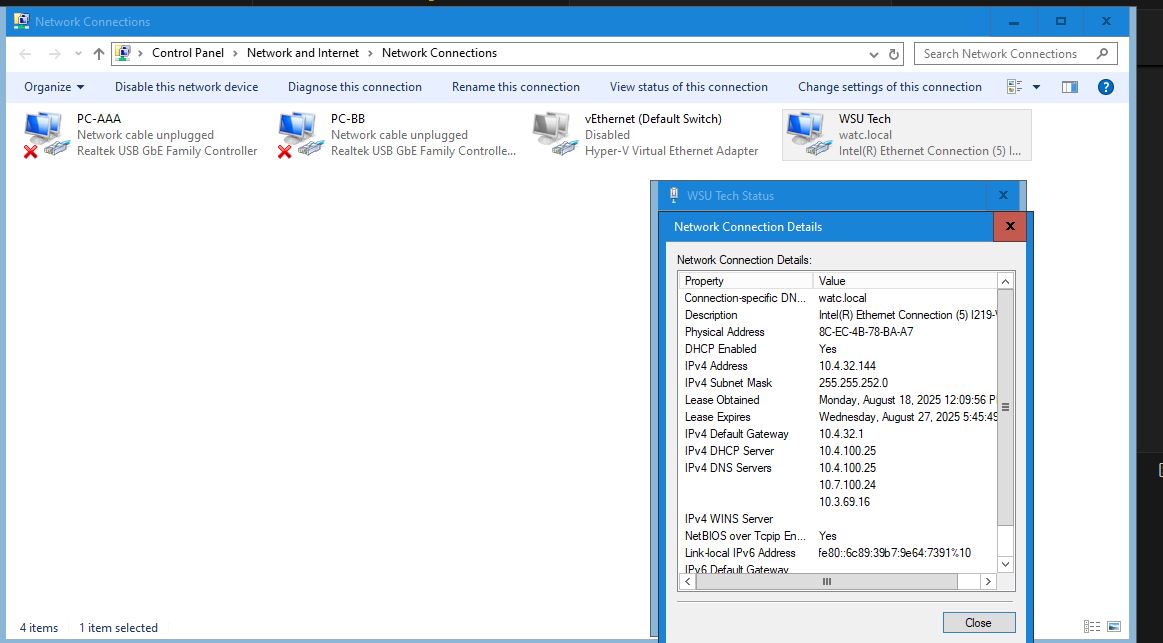 Network Connections
Control Panel > Network and Internet > Network Connections
Search Network Connections
Organize
Disable this network device
Diagnose this connection
Rename this connection
View status of this connection
Change settings of this connection
PC-AAA
Network cable unplugged
Realtek USB GbE Family Controller
PC-BB
Network cable unplugged
Realtek USB GbE Family Controlle...
vEthernet (Default Switch)
Disabled
Hyper-V Virtual Ethernet Adapter
WSU Tech
watc.local
Intel(R) Ethernet Connection (5) I...
WSU Tech Status
Network Connection Details
Network Connection Details:
Property Value
Connection-specific DN... watc.local
Description Intel(R) Ethernet Connection (5) I219-V
Physical Address 8C-EC-4B-78-BA-A7
DHCP Enabled Yes
IPv4 Address 10.4.32.144
IPv4 Subnet Mask 255.255.252.0
Lease Obtained Monday, August 18, 2025 12:09:56 P
Lease Expires Wednesday, August 27, 2025 5:45:49
IPv4 Default Gateway 10.4.32.1
IPv4 DHCP Server 10.4.100.25
IPv4 DNS Servers 10.4.100.25
10.7.100.24
10.3.69.16
IPv4 WINS Server
NetBIOS over Tcpip En... Yes
Link-local IPv6 Address fe80::6c89:39b7:9e64:7391%10
IPv6 Default Gateway
Close
4 items 1 item selected